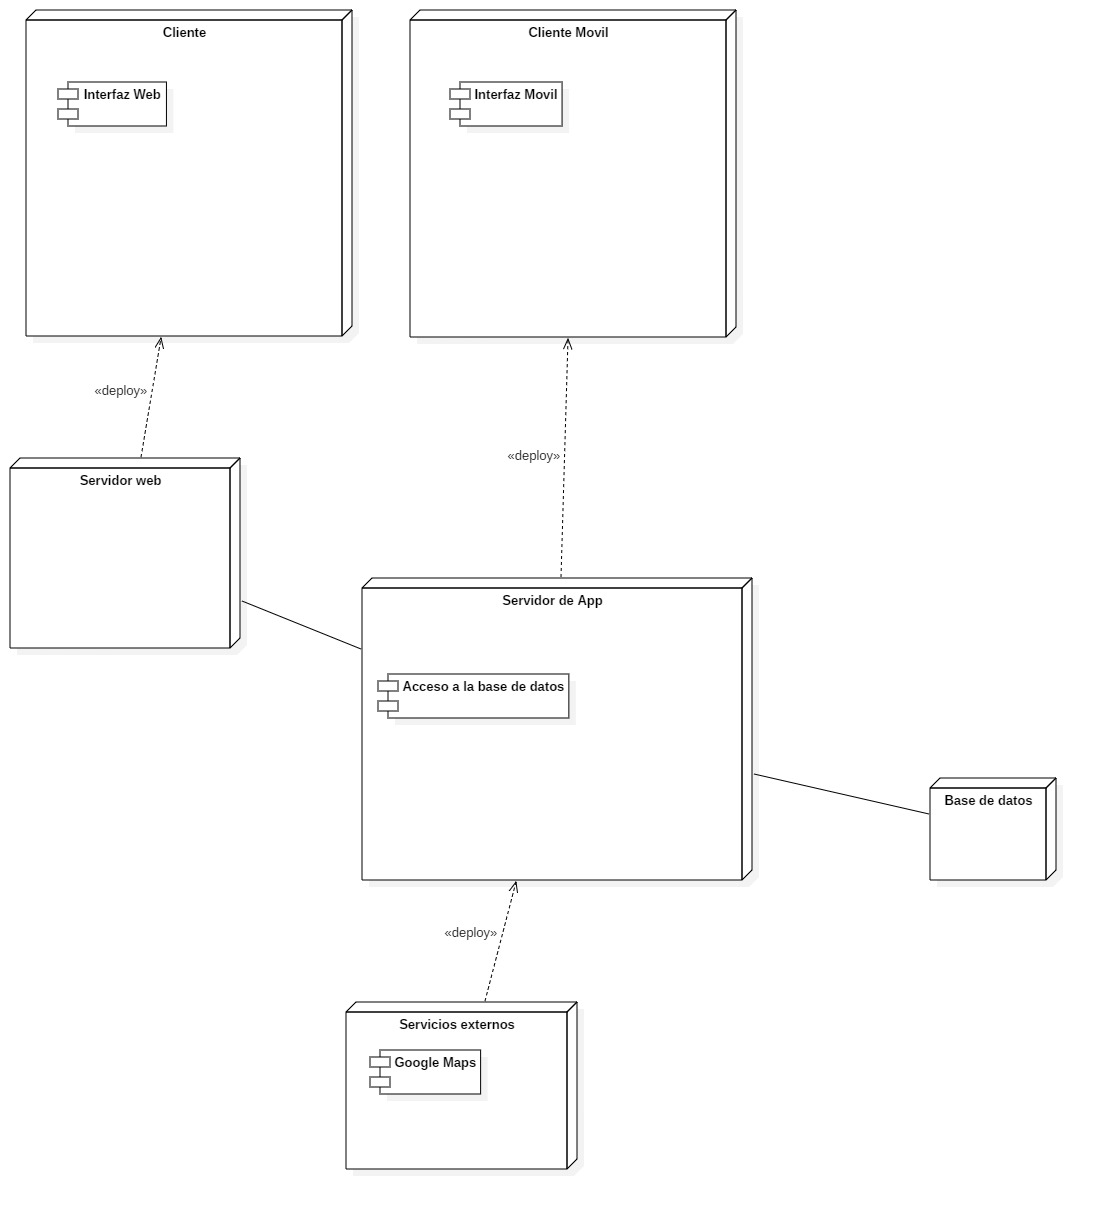 Cliente
Cliente Movil
Interfaz Web
Interfaz Movil
«deploy»
«deploy»
Servidor web
Servidor de App
Acceso a la base de datos
Base de datos
«deploy»
Servicios externos
Google Maps